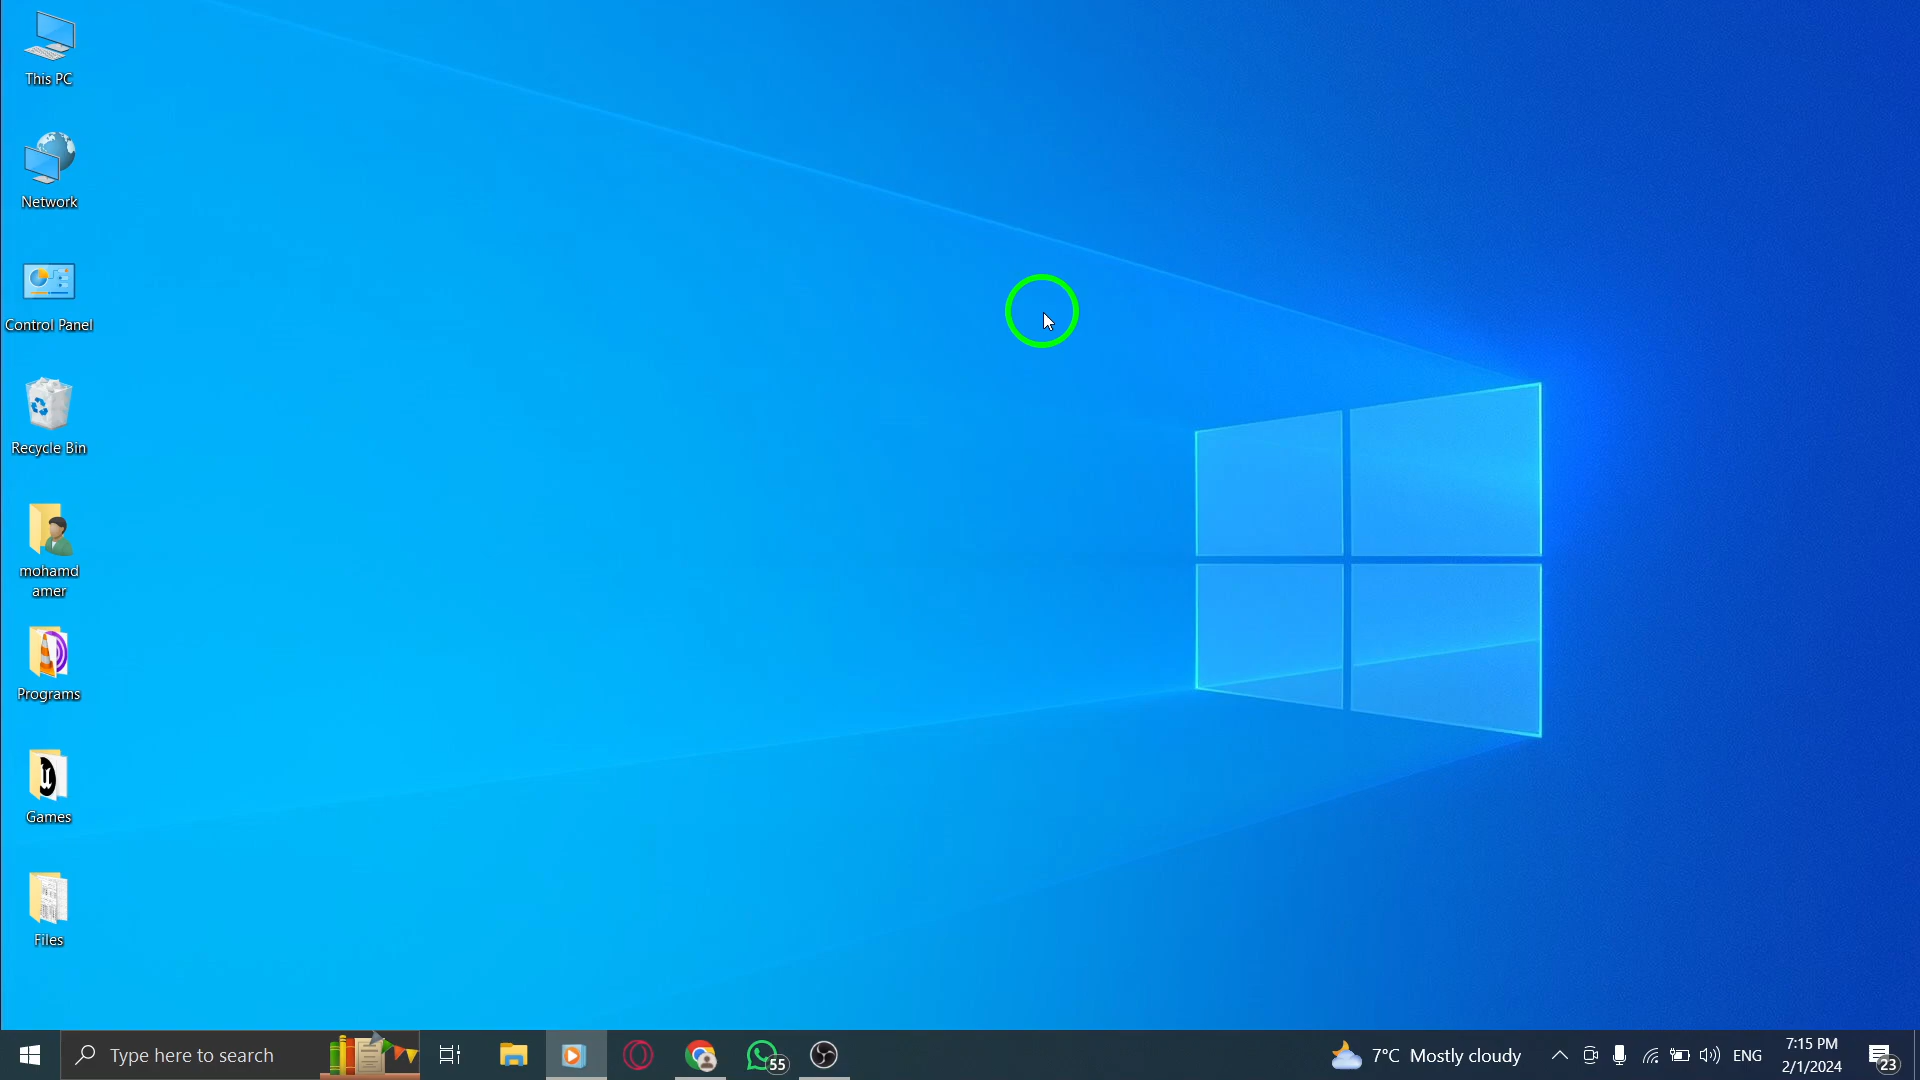 This PC
Network
Control Panel
Recycle Bin
mohamd
amer
Programs
Games
Files
Type here to search
55
7°C Mostly cloudy
ENG
7:15 PM
2/1/2024
23